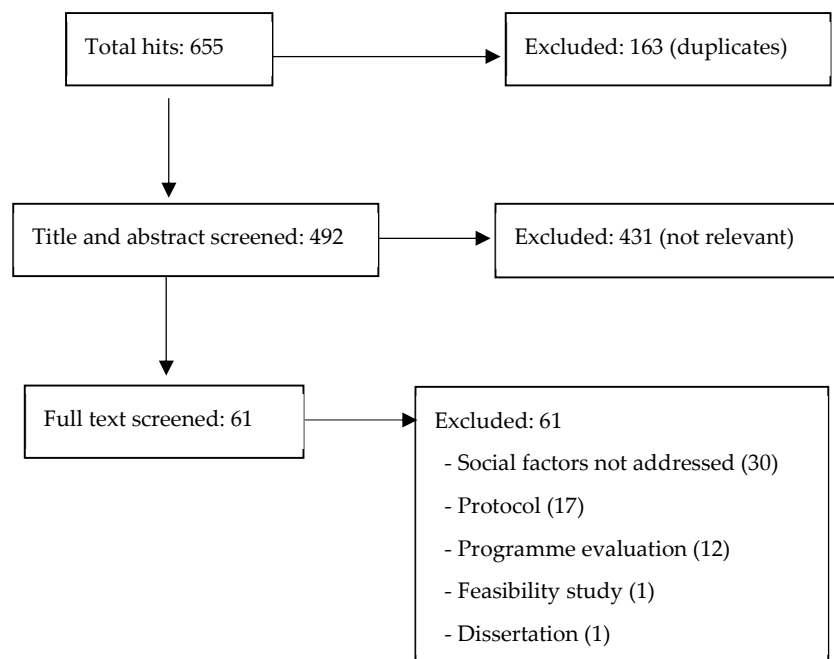 Total hits: 655
Excluded: 163 (duplicates)
Title and abstract screened: 492
Excluded: 431 (not relevant)
Full text screened: 61
Excluded: 61
- Social factors not addressed (30)
- Protocol (17)
- Programme evaluation (12)
- Feasibility study (1)
- Dissertation (1)